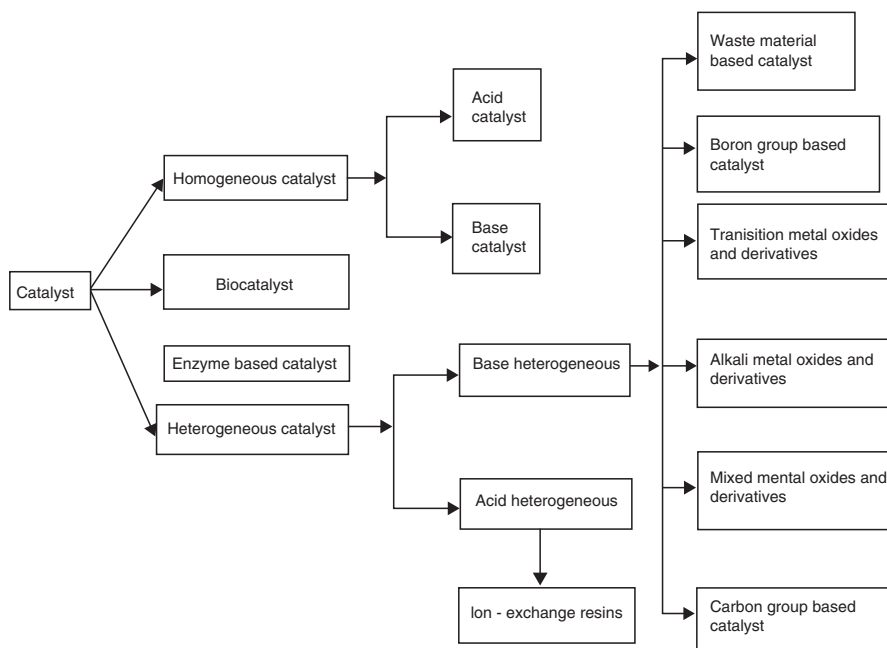 Waste material
based catalyst
Acid
catalyst
Boron group based
catalyst
Homogeneous catalyst
Base
catalyst
Tranisition metal oxides
and derivatives
Catalyst
Biocatalyst
Enzyme based catalyst
Base heterogeneous
Alkali metal oxides and
derivatives
Heterogeneous catalyst
Acid heterogeneous
Mixed mental oxides and
derivatives
Ion - exchange resins
Carbon group based
catalyst